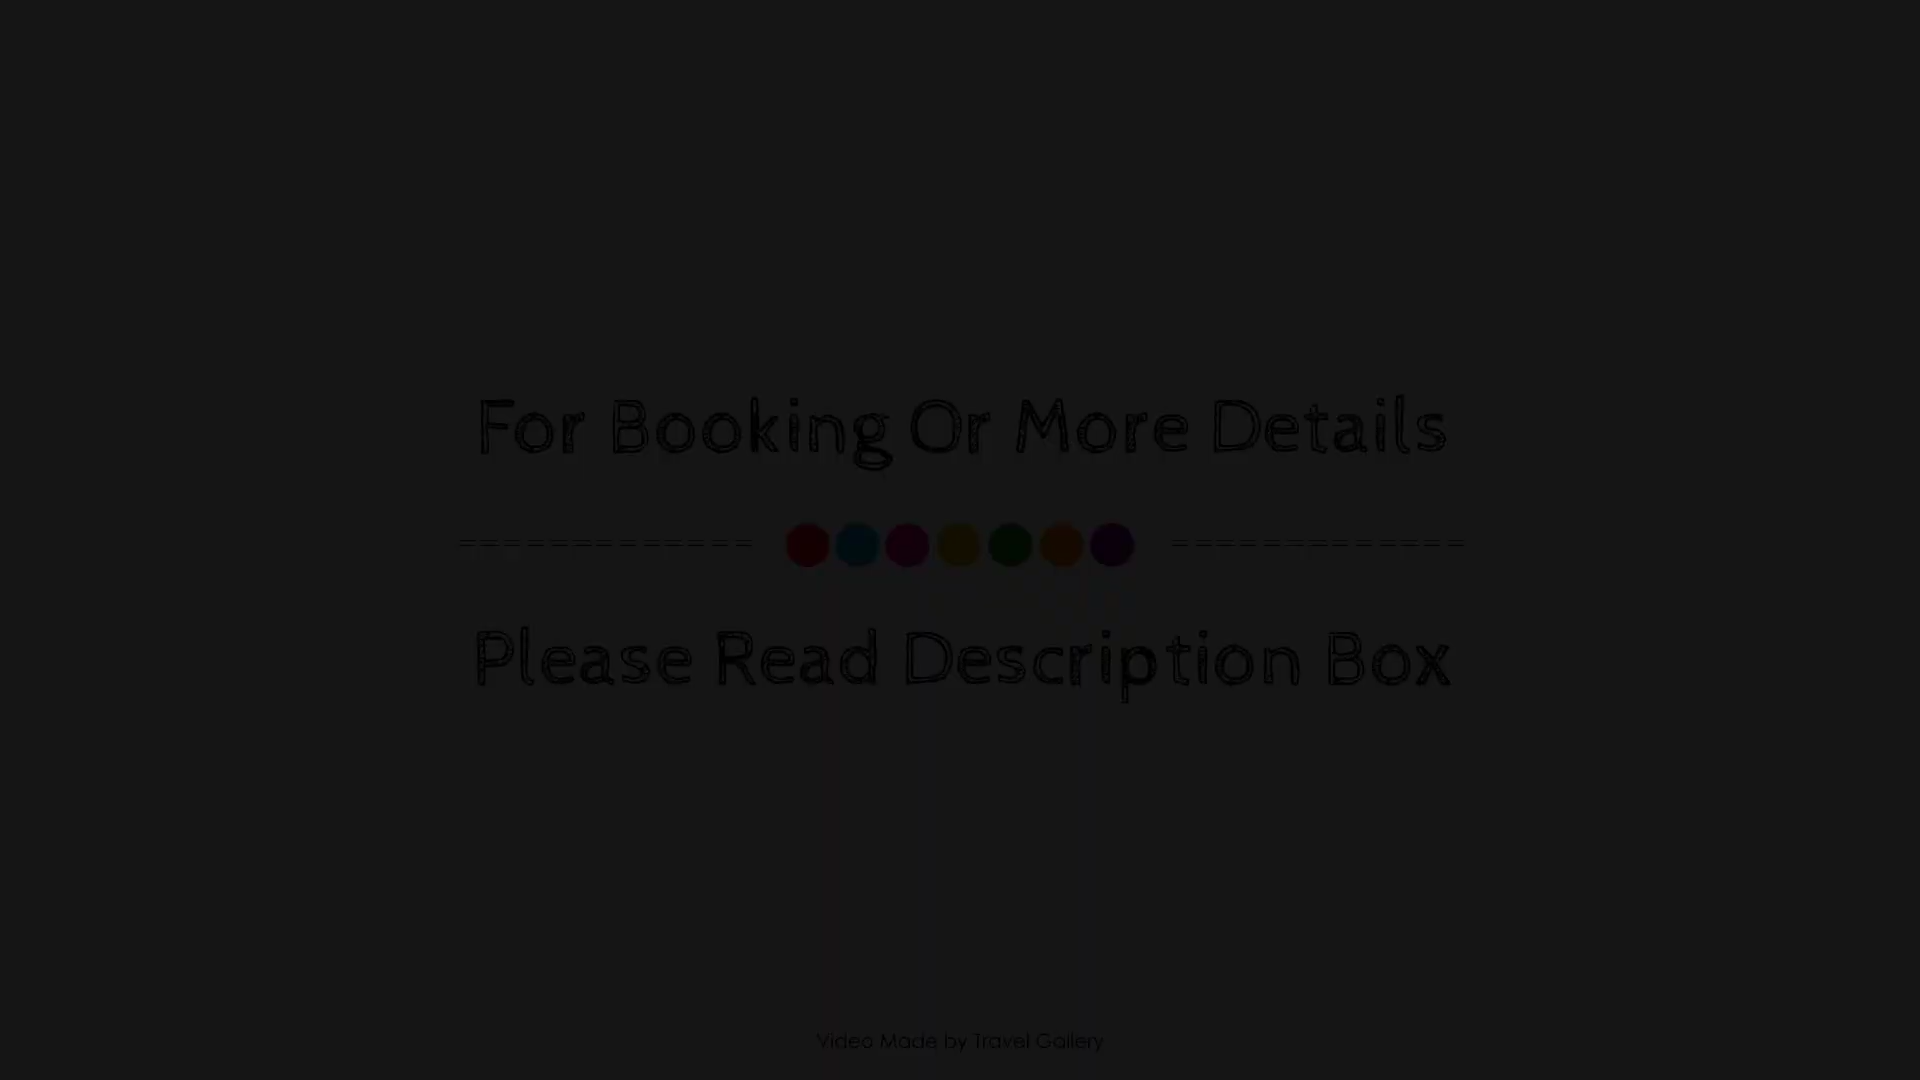 For Booking Or More Details
============= =============
Please Read Description Box
Video Made by Travel Gallery